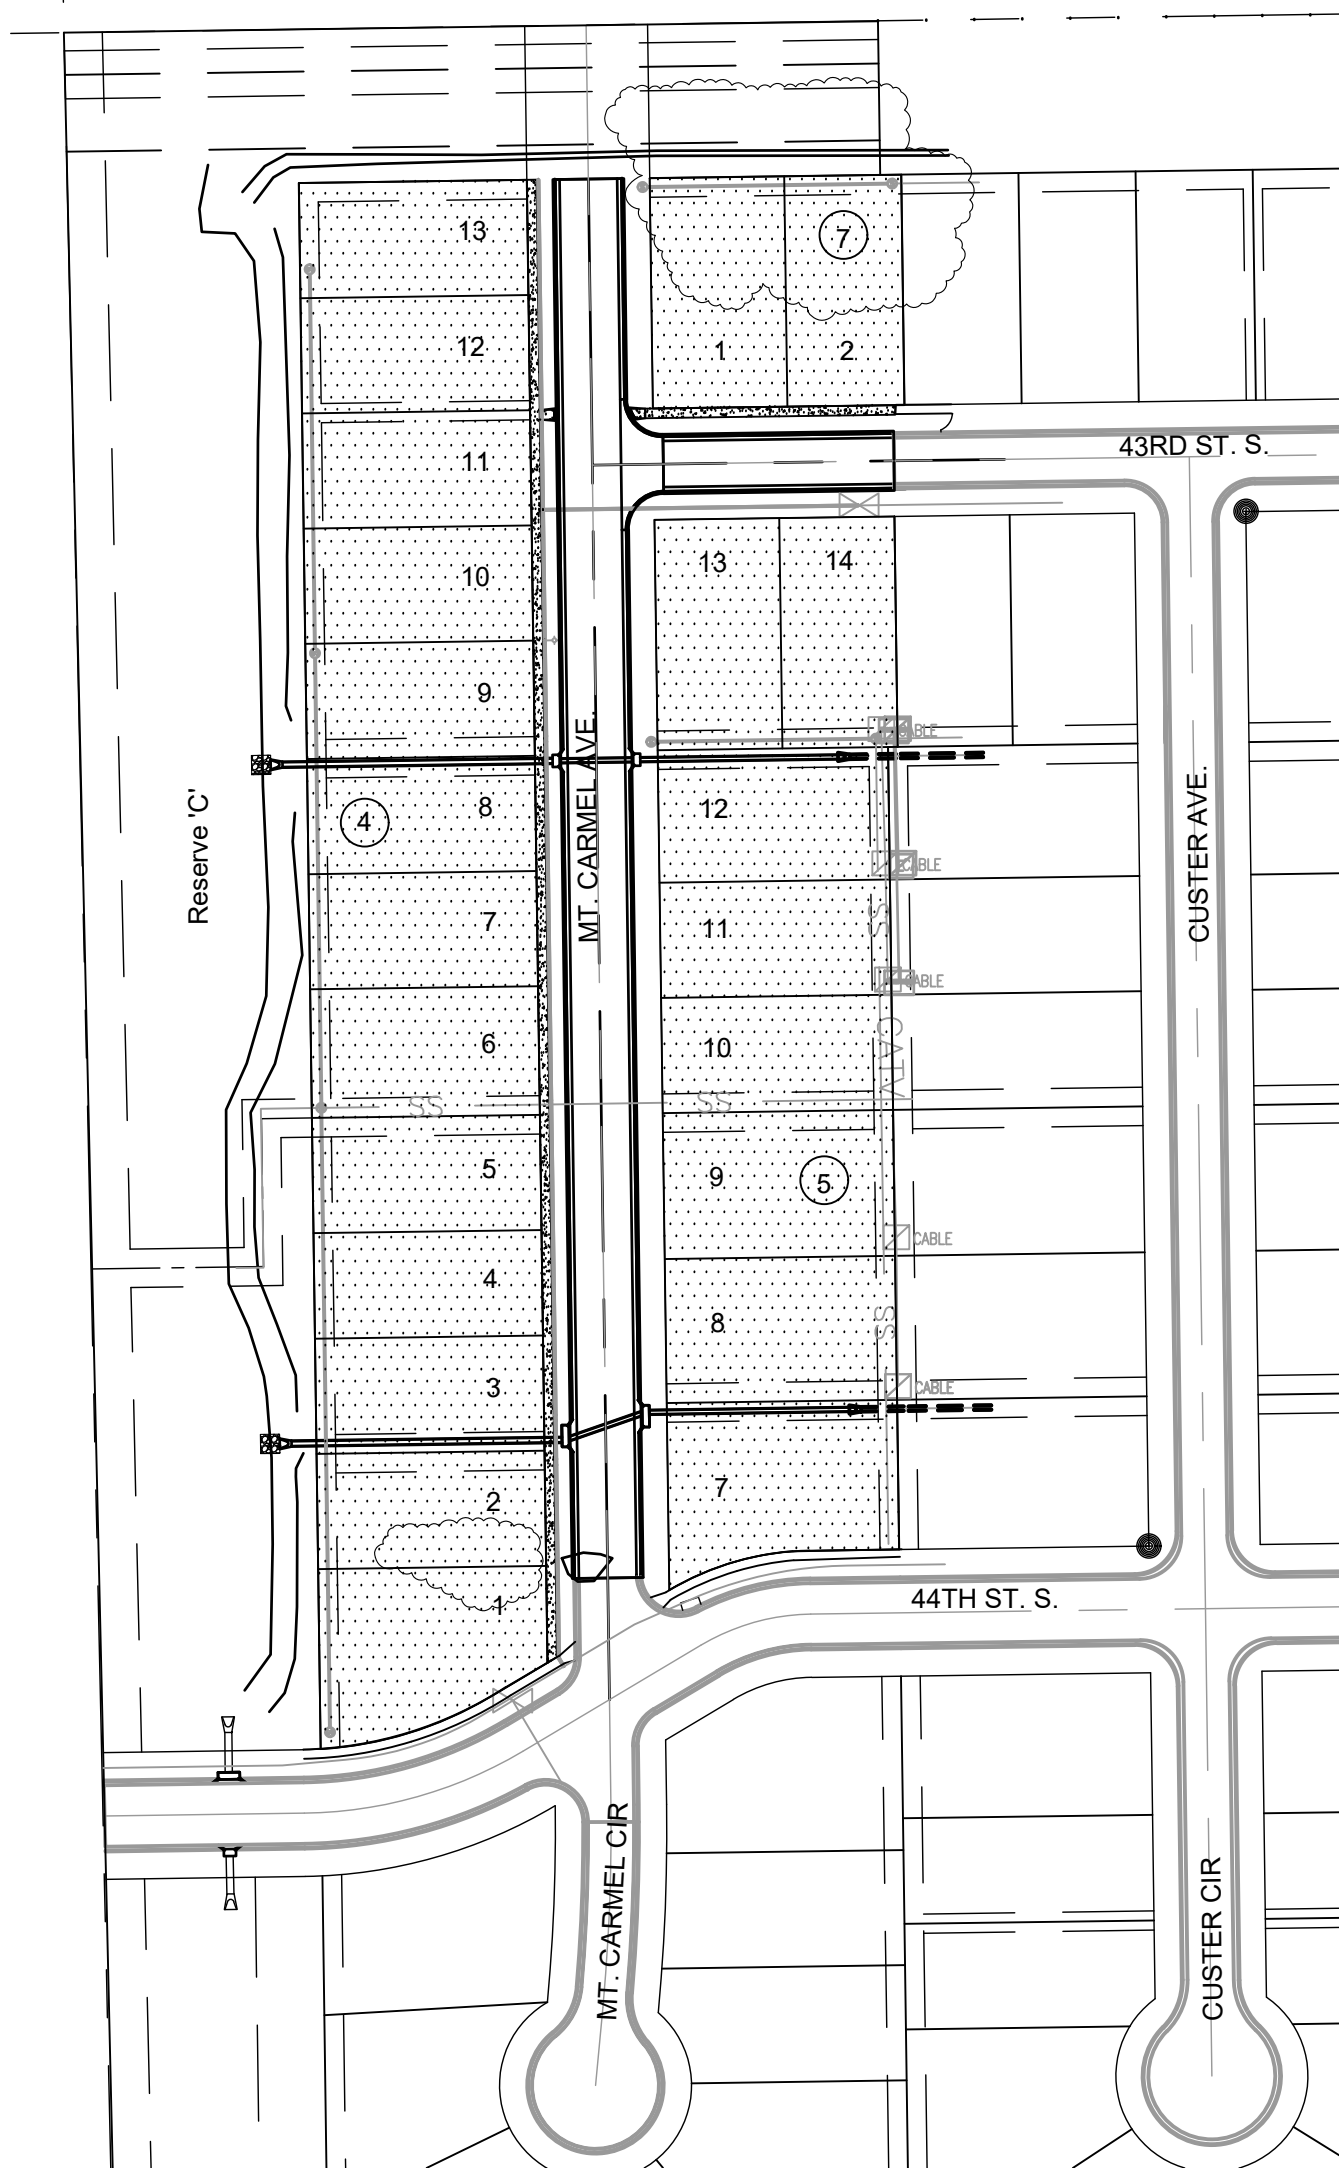 13
7
12
1
2
43RD ST. S.
11
13
14
10
9
CABLE
MT. CARMEL AVE.
CUSTER AVE.
Reserve 'C'
4
8
12
CABLE
7
11
SS
CABLE
6
10
CATV
SS
SS
5
9
5
CABLE
4
8
SS
3
CABLE
2
7
1
44TH ST. S.
MT. CARMEL CIR
CUSTER CIR